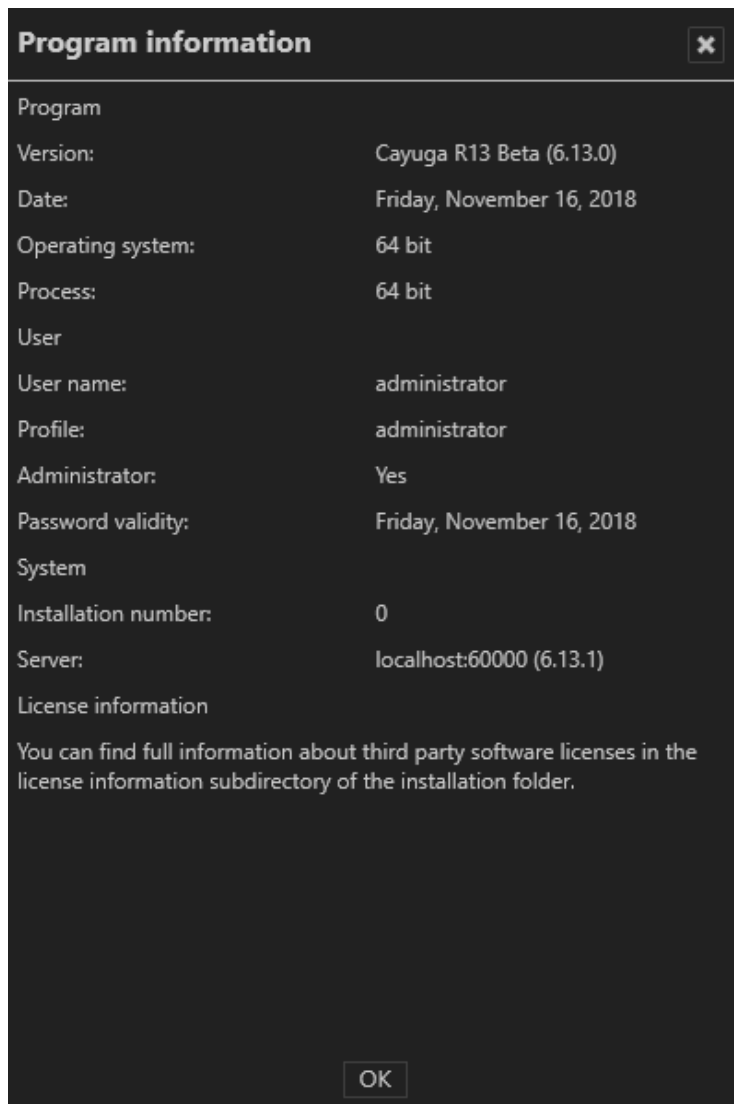 Program information
Program
Version: Cayuga R13 Beta (6.13.0)
Date: Friday, November 16, 2018
Operating system: 64 bit
Process: 64 bit
User
User name: administrator
Profile: administrator
Administrator: Yes
Password validity: Friday, November 16, 2018
System
Installation number: 0
Server: localhost:60000 (6.13.1)
License information
You can find full information about third party software licenses in the
license information subdirectory of the installation folder.
OK